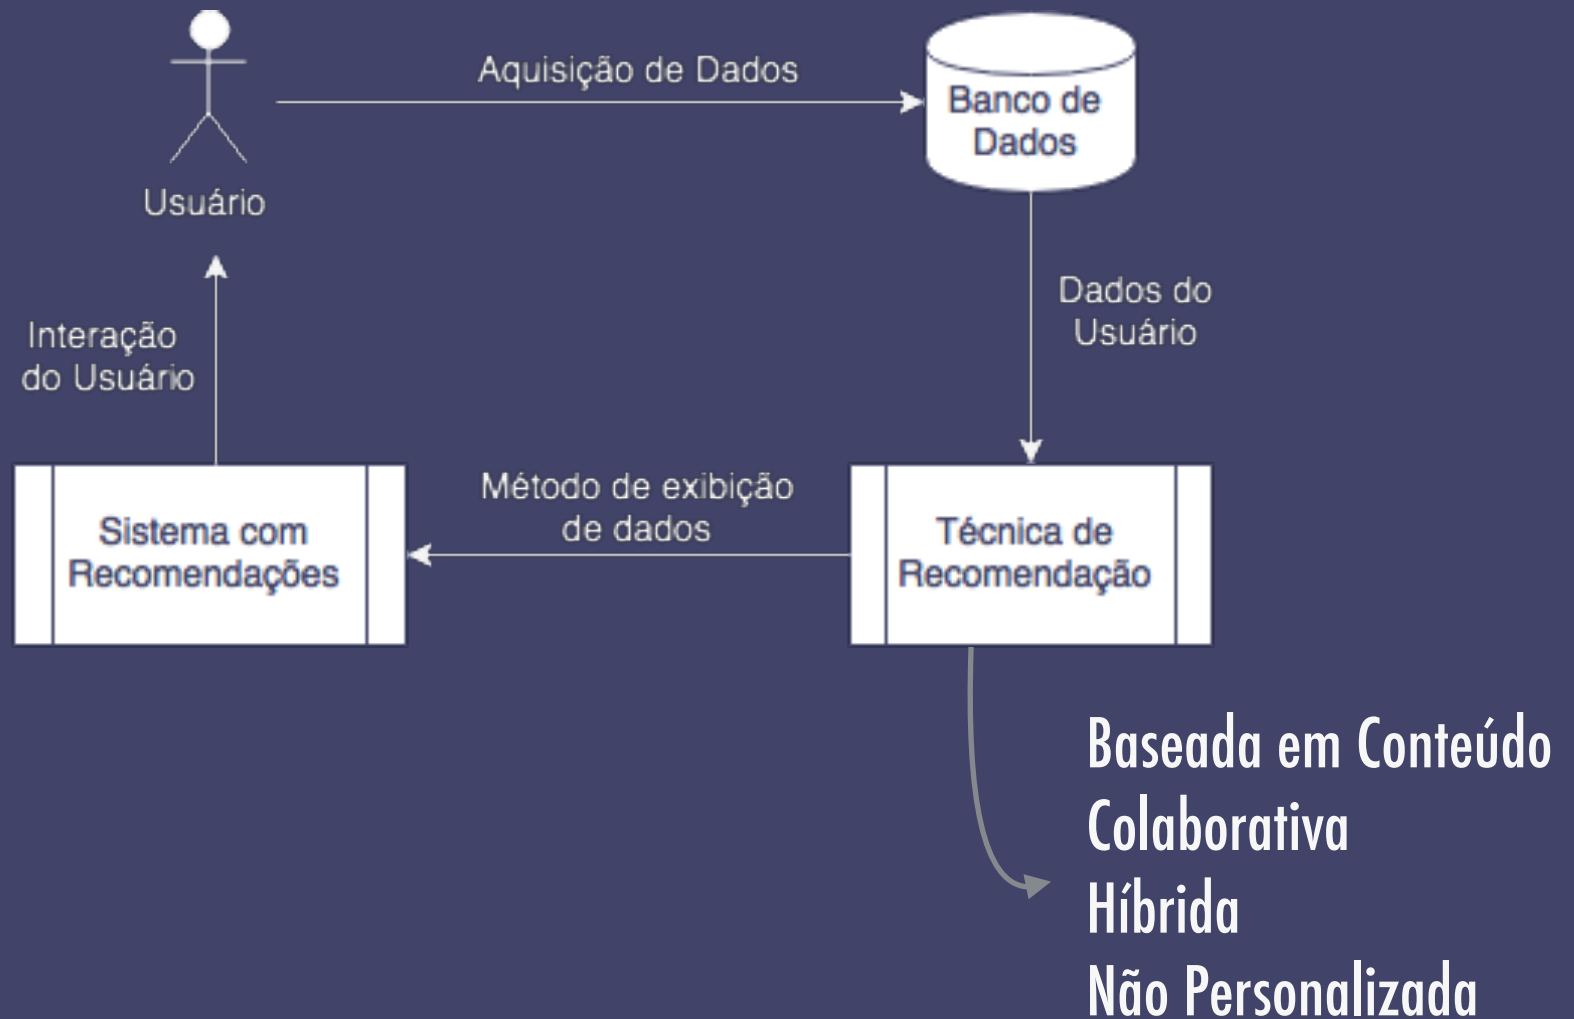 Aquisição de Dados
Banco de
Dados
Usuário
Dados do
Usuário
Interação
do Usuário
Método de exibição
de dados
Sistema com
Recomendações
Técnica de
Recomendação
Baseada em Conteúdo
Colaborativa
Híbrida
Não Personalizada